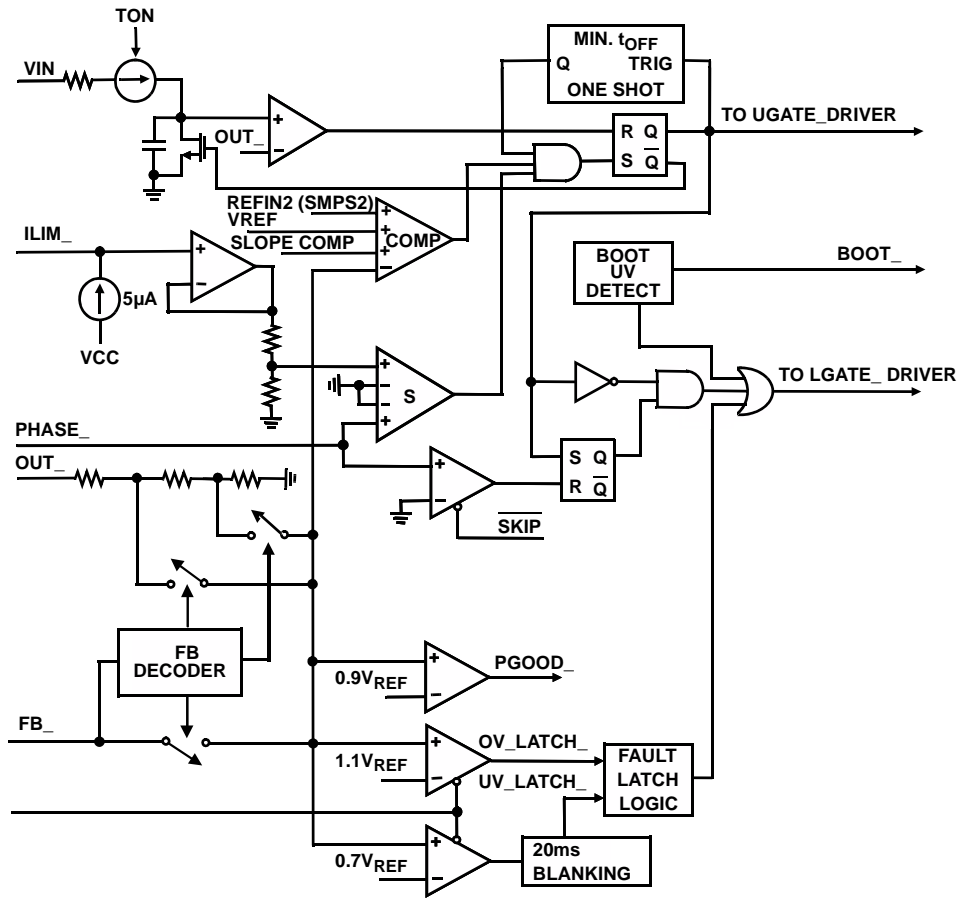 TON
VIN
MIN. tOFF
Q TRIG
ONE SHOT
TO UGATE_DRIVER
+
OUT_
−
R Q
S Q
REFIN2 (SMPS2)
VREF
SLOPE COMP
+
+
+
−
COMP
ILIM_
+
−
5µA
VCC
BOOT
UV
DETECT
BOOT_
+
−
−
+
S
TO LGATE_ DRIVER
PHASE_
OUT_
+
−
SKIP
S Q
R Q
FB
DECODER
+
0.9VREF
−
PGOOD_
FB_
+
1.1VREF
−
OV_LATCH_
UV_LATCH_
FAULT
LATCH
LOGIC
+
0.7VREF
−
20ms
BLANKING